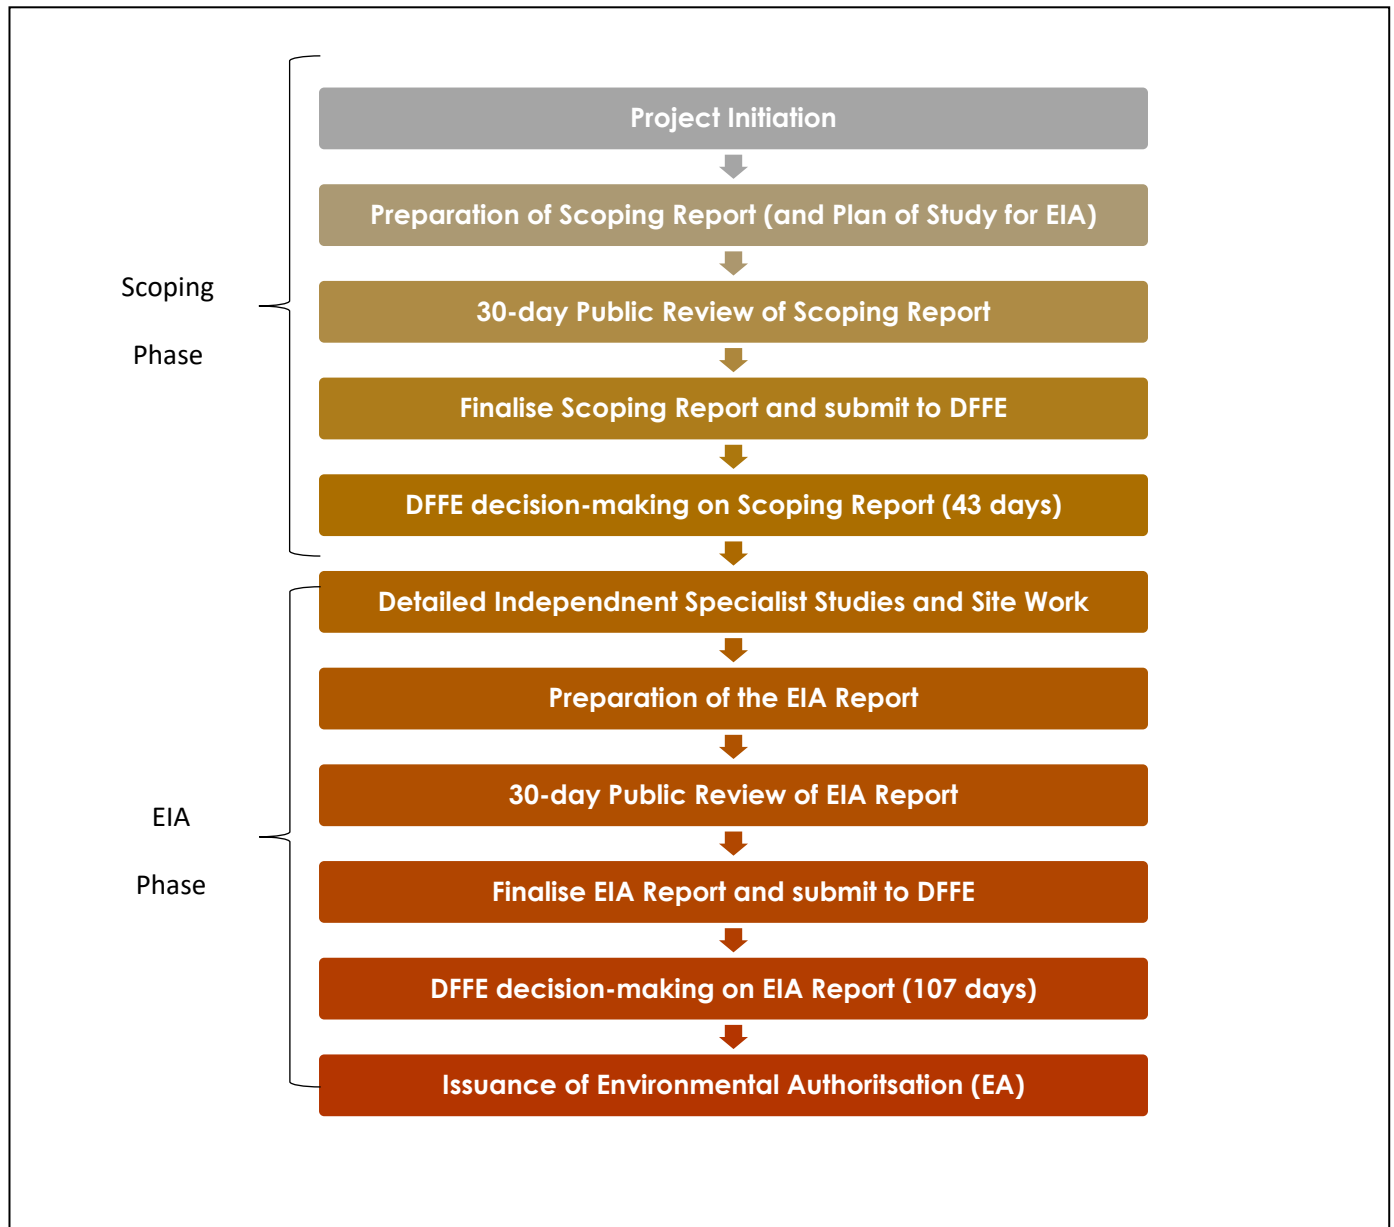 Project Initiation
Preparation of Scoping Report (and Plan of Study for EIA)
Scoping
Phase
30-day Public Review of Scoping Report
Finalise Scoping Report and submit to DFFE
DFFE decision-making on Scoping Report (43 days)
Detailed Independnent Specialist Studies and Site Work
Preparation of the EIA Report
30-day Public Review of EIA Report
EIA
Phase
Finalise EIA Report and submit to DFFE
DFFE decision-making on EIA Report (107 days)
Issuance of Environmental Authoritsation (EA)